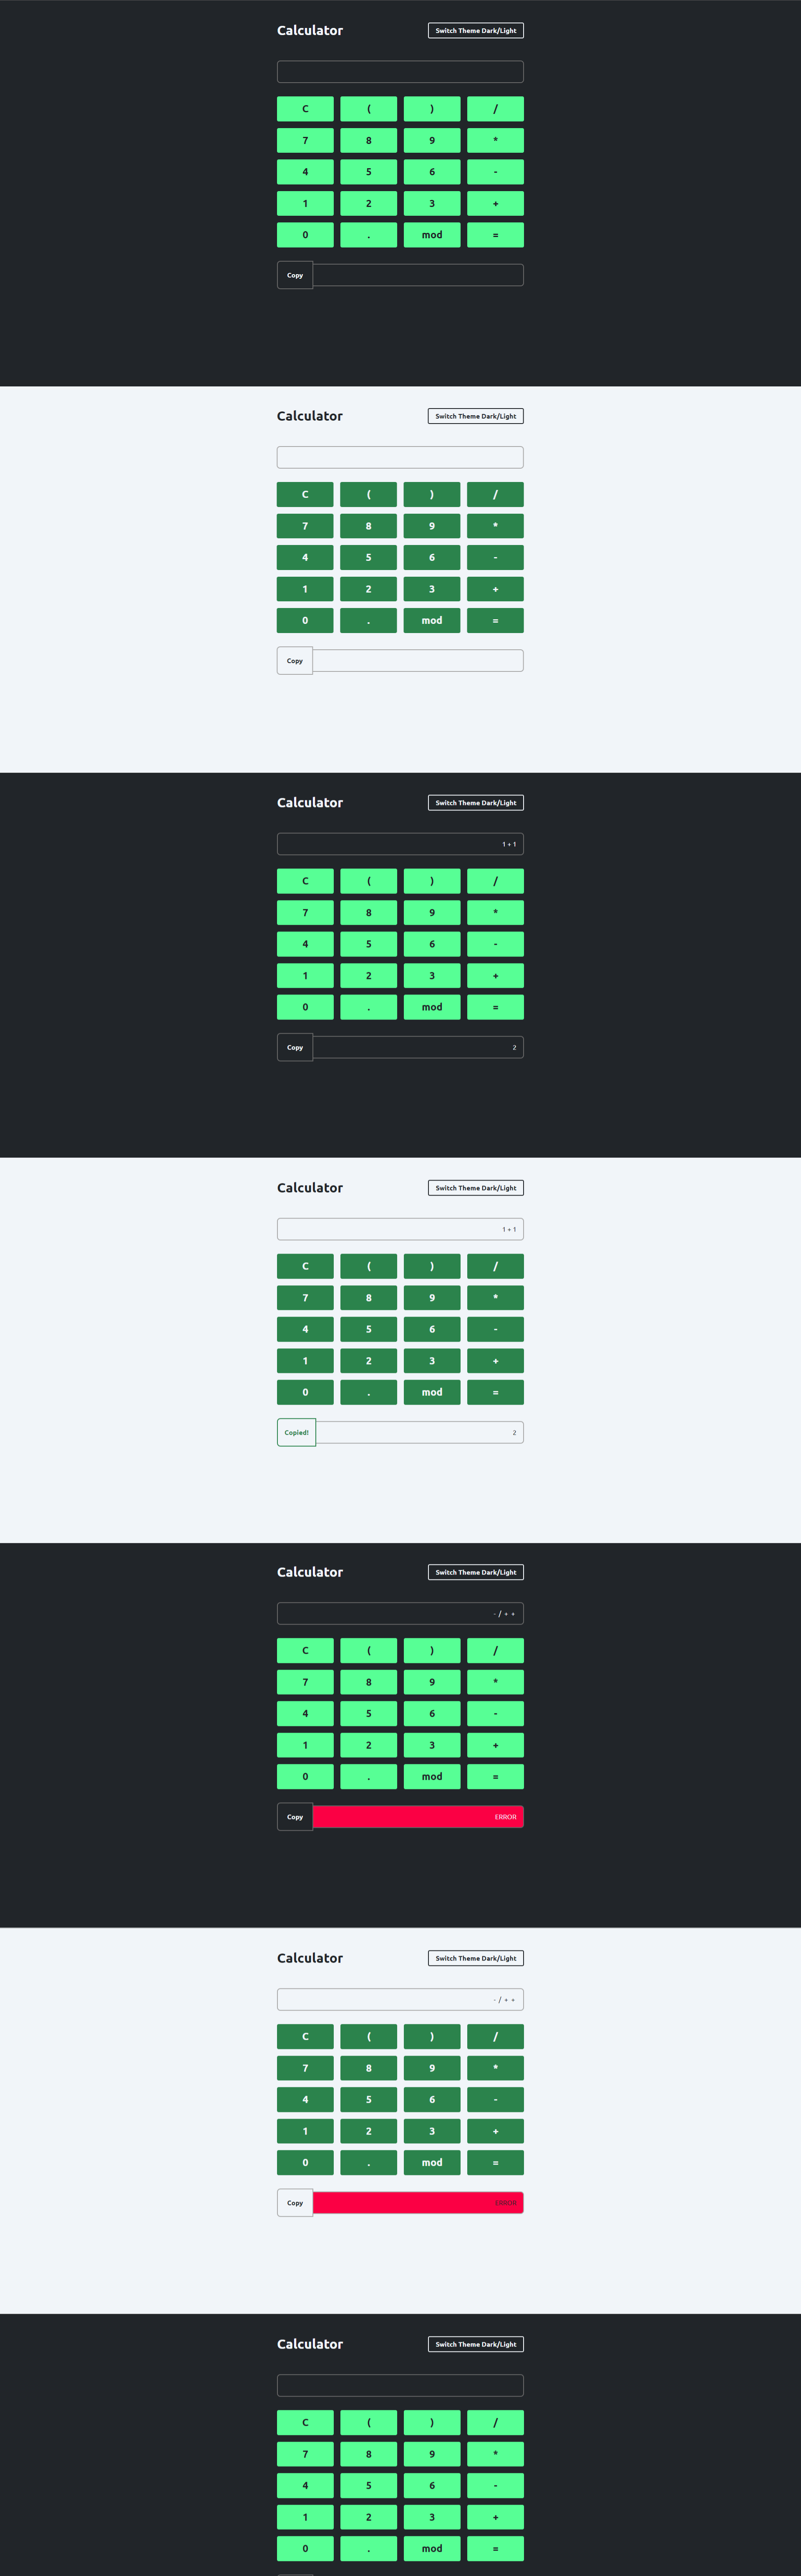 Calculator Switch Theme Dark/Light
C ( ) /
7 8 9 *
4 5 6 -
1 2 3 +
0 . mod =
Copy
Calculator Switch Theme Dark/Light
C ( ) /
7 8 9 *
4 5 6 -
1 2 3 +
0 . mod =
Copy
Calculator Switch Theme Dark/Light
1 + 1
C ( ) /
7 8 9 *
4 5 6 -
1 2 3 +
0 . mod =
Copy 2
Calculator Switch Theme Dark/Light
1 + 1
C ( ) /
7 8 9 *
4 5 6 -
1 2 3 +
0 . mod =
Copied! 2
Calculator Switch Theme Dark/Light
- / + +
C ( ) /
7 8 9 *
4 5 6 -
1 2 3 +
0 . mod =
Copy ERROR
Calculator Switch Theme Dark/Light
- / + +
C ( ) /
7 8 9 *
4 5 6 -
1 2 3 +
0 . mod =
Copy ERROR
Calculator Switch Theme Dark/Light
C ( ) /
7 8 9 *
4 5 6 -
1 2 3 +
0 . mod =